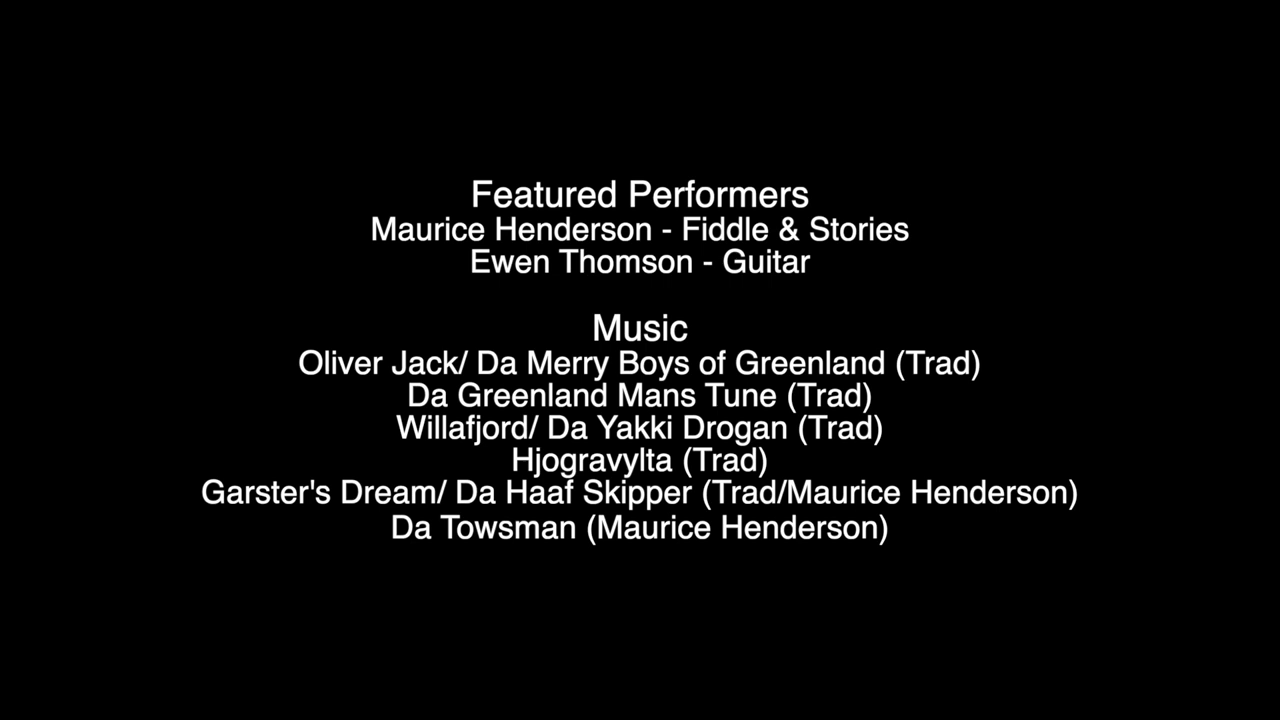 Featured Performers
Maurice Henderson - Fiddle & Stories
Ewen Thomson - Guitar
Music
Oliver Jack/ Da Merry Boys of Greenland (Trad)
Da Greenland Mans Tune (Trad)
Willafjord/ Da Yakki Drogan (Trad)
Hjogravylta (Trad)
Garster's Dream/ Da Haaf Skipper (Trad/Maurice Henderson)
Da Towsman (Maurice Henderson)